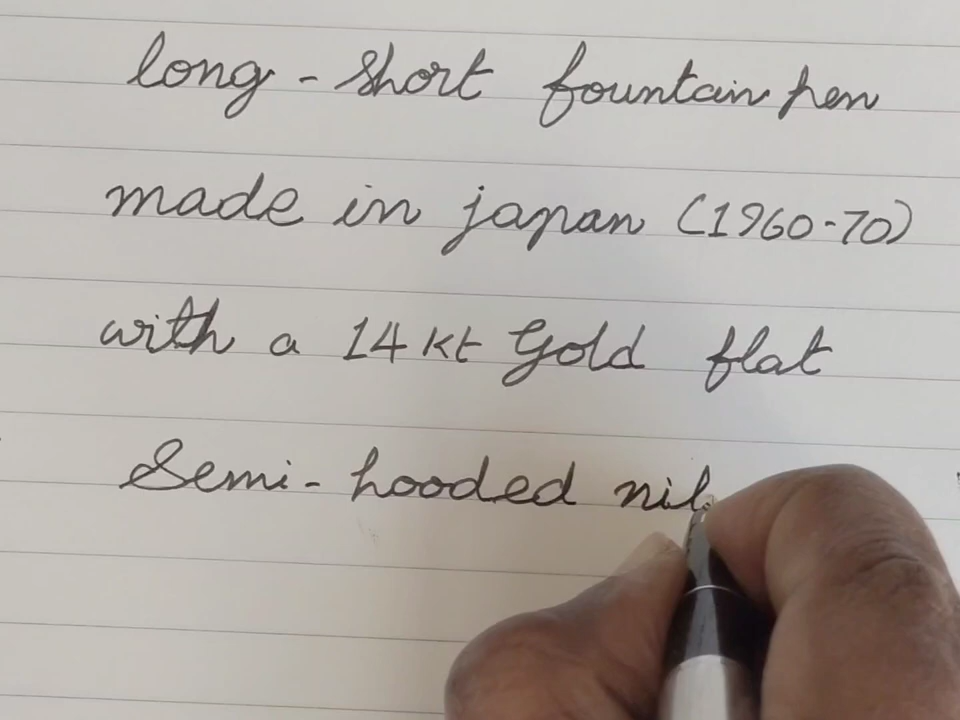 long - short fountain pen
made in japan (1960-70)
with a 14 kt Gold flat
Semi - hooded nib